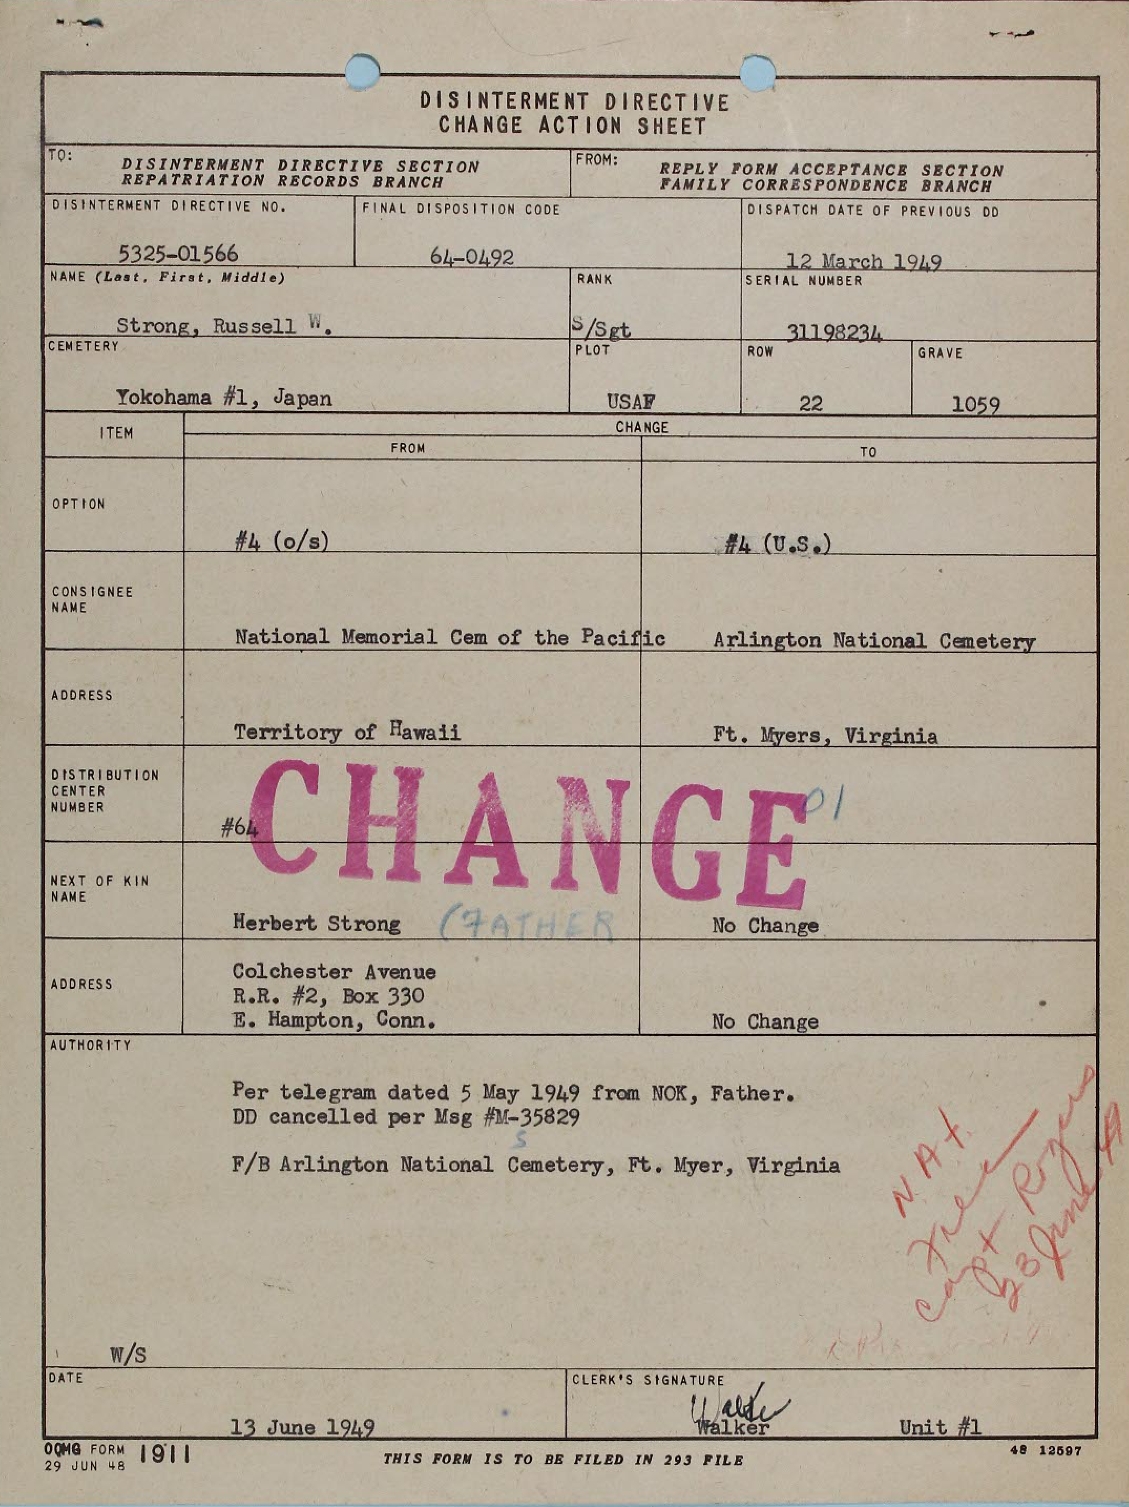 DISINTERMENT DIRECTIVE
CHANGE ACTION SHEET
TO: DISINTERMENT DIRECTIVE SECTION
REPATRIATION RECORDS BRANCH
FROM: REPLY FORM ACCEPTANCE SECTION
FAMILY CORRESPONDENCE BRANCH
DISINTERMENT DIRECTIVE NO. FINAL DISPOSITION CODE DISPATCH DATE OF PREVIOUS DD
5325-01566 64-0492 12 March 1949
NAME (Last, First, Middle) RANK SERIAL NUMBER
Strong, Russell W. S/Sgt 31198234
CEMETERY PLOT ROW GRAVE
Yokohama #1, Japan USAF 22 1059
ITEM CHANGE
FROM TO
OPTION
#4 (o/s) #4 (U.S.)
CONSIGNEE
NAME
National Memorial Cem of the Pacific Arlington National Cemetery
ADDRESS
Territory of Hawaii Ft. Myers, Virginia
DISTRIBUTION
CENTER
NUMBER
#64 01
CHANGE
NEXT OF KIN
NAME
Herbert Strong (FATHER No Change
ADDRESS
Colchester Avenue
R.R. #2, Box 330
E. Hampton, Conn. No Change
AUTHORITY
Per telegram dated 5 May 1949 from NOK, Father.
DD cancelled per Msg #M-35829
S
F/B Arlington National Cemetery, Ft. Myer, Virginia
Capt Rogers
23 June
W/S
DATE CLERK'S SIGNATURE
Walker
13 June 1949 Walker Unit #1
OQMG FORM 1911
29 JUN 48
THIS FORM IS TO BE FILED IN 293 FILE
48 12597